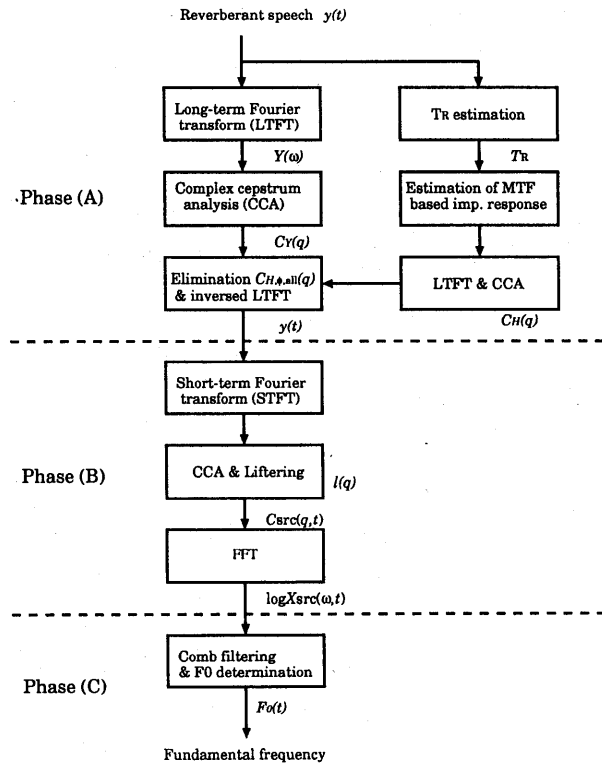 Reverberant speech y(t)
Long-term Fourier
transform (LTFT)
TR estimation
Y(ω)
TR
Phase (A)
Complex cepstrum
analysis (CCA)
Estimation of MTF
based imp. response
CY(q)
Elimination CH,ϕ,all(q)
& inversed LTFT
LTFT & CCA
CH(q)
y(t)
Short-term Fourier
transform (STFT)
Phase (B)
CCA & Liftering
l(q)
Csrc(q,t)
FFT
logXsrc(ω,t)
Comb filtering
& F0 determination
Phase (C)
F0(t)
Fundamental frequency